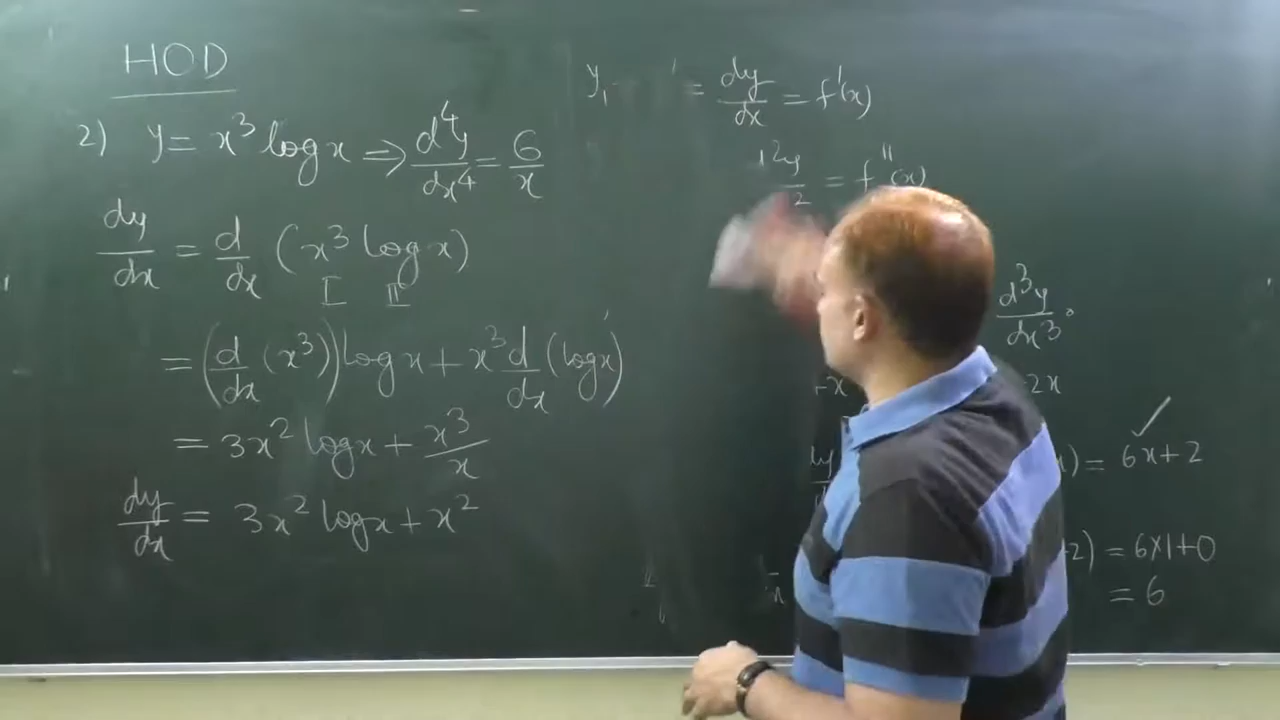 HOD
2) y = x³ log x ⇒ d⁴y/dx⁴ = 6/x
dy/dx = d/dx (x³ log x)
I II
= (d/dx (x³)) log x + x³ d/dx (log x)
= 3x² log x + x³/x
dy/dx = 3x² log x + x²
y₁ = dy/dx = f'(x)
= f''(x)
d³y/dx³
2x
= 6x+2
2) = 6×1+0
= 6